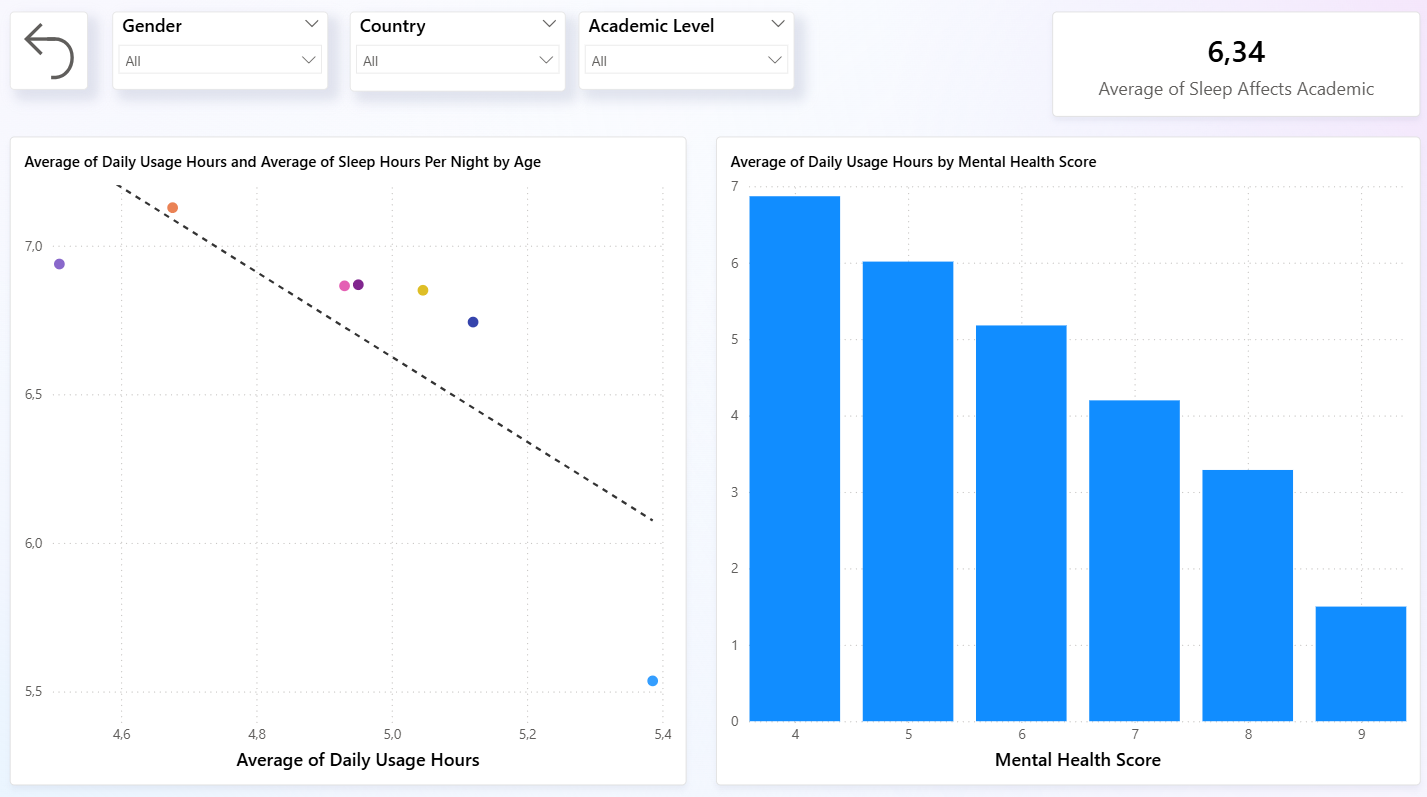 Gender
All
Country
All
Academic Level
All
6,34
Average of Sleep Affects Academic
Average of Daily Usage Hours and Average of Sleep Hours Per Night by Age
7,0
6,5
6,0
5,5
4,6 4,8 5,0 5,2 5,4
Average of Daily Usage Hours
Average of Daily Usage Hours by Mental Health Score
7
6
5
4
3
2
1
0
4 5 6 7 8 9
Mental Health Score